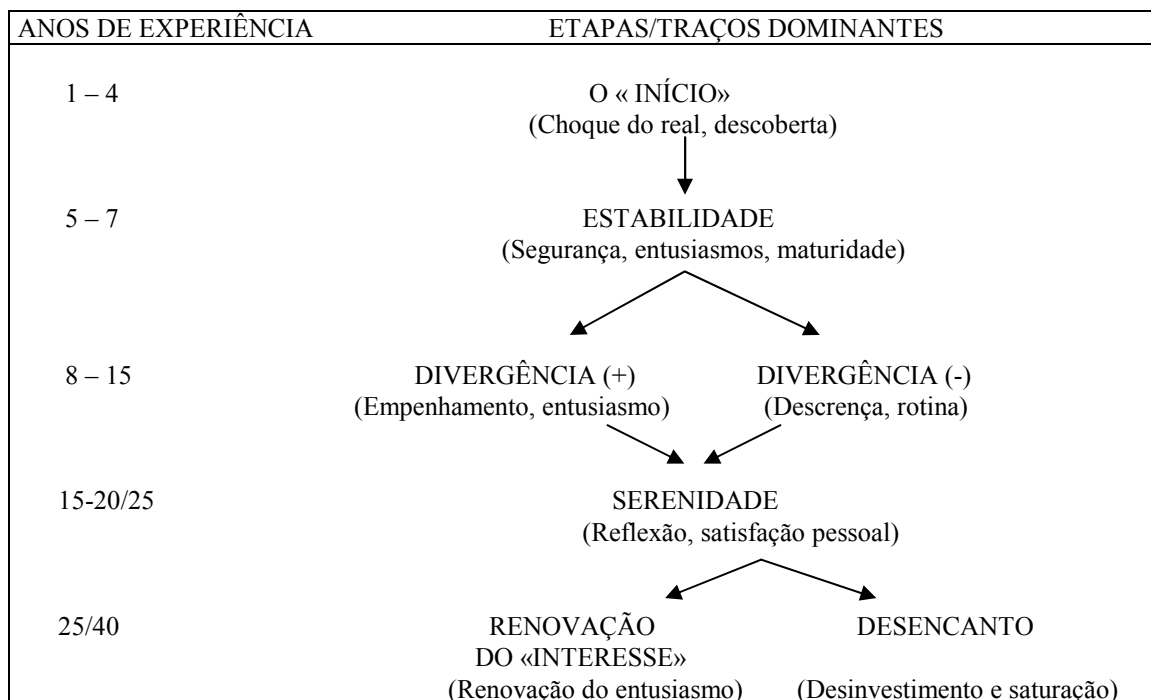 ANOS DE EXPERIÊNCIA ETAPAS/TRAÇOS DOMINANTES
1 – 4 O « INÍCIO»
(Choque do real, descoberta)
5 – 7 ESTABILIDADE
(Segurança, entusiasmos, maturidade)
8 – 15 DIVERGÊNCIA (+) DIVERGÊNCIA (-)
(Empenhamento, entusiasmo) (Descrença, rotina)
15-20/25 SERENIDADE
(Reflexão, satisfação pessoal)
25/40 RENOVAÇÃO DESENCANTO
DO «INTERESSE»
(Renovação do entusiasmo) (Desinvestimento e saturação)